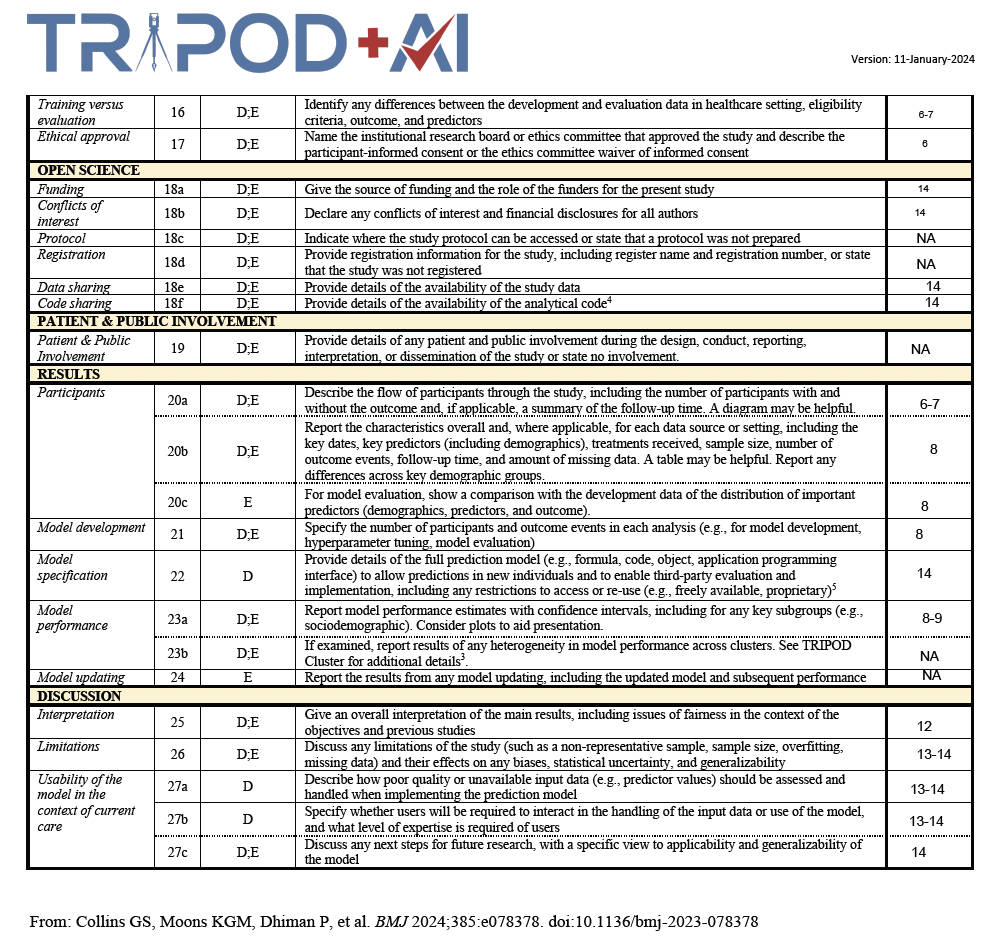 TRIPOD+AI
Version: 11-January-2024
Training versus evaluation 16 D;E Identify any differences between the development and evaluation data in healthcare setting, eligibility
criteria, outcome, and predictors 6-7
Ethical approval 17 D;E Name the institutional research board or ethics committee that approved the study and describe the
participant-informed consent or the ethics committee waiver of informed consent 6
OPEN SCIENCE
Funding 18a D;E Give the source of funding and the role of the funders for the present study 14
Conflicts of interest 18b D;E Declare any conflicts of interest and financial disclosures for all authors 14
Protocol 18c D;E Indicate where the study protocol can be accessed or state that a protocol was not prepared NA
Registration 18d D;E Provide registration information for the study, including register name and registration number, or state
that the study was not registered NA
Data sharing 18e D;E Provide details of the availability of the study data 14
Code sharing 18f D;E Provide details of the availability of the analytical code4 14
PATIENT & PUBLIC INVOLVEMENT
Patient & Public Involvement 19 D;E Provide details of any patient and public involvement during the design, conduct, reporting,
interpretation, or dissemination of the study or state no involvement. NA
RESULTS
Participants 20a D;E Describe the flow of participants through the study, including the number of participants with and
without the outcome and, if applicable, a summary of the follow-up time. A diagram may be helpful. 6-7
20b D;E Report the characteristics overall and, where applicable, for each data source or setting, including the
key dates, key predictors (including demographics), treatments received, sample size, number of
outcome events, follow-up time, and amount of missing data. A table may be helpful. Report any
differences across key demographic groups. 8
20c E For model evaluation, show a comparison with the development data of the distribution of important
predictors (demographics, predictors, and outcome). 8
Model development 21 D;E Specify the number of participants and outcome events in each analysis (e.g., for model development,
hyperparameter tuning, model evaluation) 8
Model specification 22 D Provide details of the full prediction model (e.g., formula, code, object, application programming
interface) to allow predictions in new individuals and to enable third-party evaluation and
implementation, including any restrictions to access or re-use (e.g., freely available, proprietary)5 14
Model performance 23a D;E Report model performance estimates with confidence intervals, including for any key subgroups (e.g.,
sociodemographic). Consider plots to aid presentation. 8-9
23b D;E If examined, report results of any heterogeneity in model performance across clusters. See TRIPOD
Cluster for additional details3. NA
Model updating 24 E Report the results from any model updating, including the updated model and subsequent performance NA
DISCUSSION
Interpretation 25 D;E Give an overall interpretation of the main results, including issues of fairness in the context of the
objectives and previous studies 12
Limitations 26 D;E Discuss any limitations of the study (such as a non-representative sample, sample size, overfitting,
missing data) and their effects on any biases, statistical uncertainty, and generalizability 13-14
Usability of the model in the context of current care 27a D Describe how poor quality or unavailable input data (e.g., predictor values) should be assessed and
handled when implementing the prediction model 13-14
27b D Specify whether users will be required to interact in the handling of the input data or use of the model,
and what level of expertise is required of users 13-14
27c D;E Discuss any next steps for future research, with a specific view to applicability and generalizability of
the model 14
From: Collins GS, Moons KGM, Dhiman P, et al. BMJ 2024;385:e078378. doi:10.1136/bmj-2023-078378